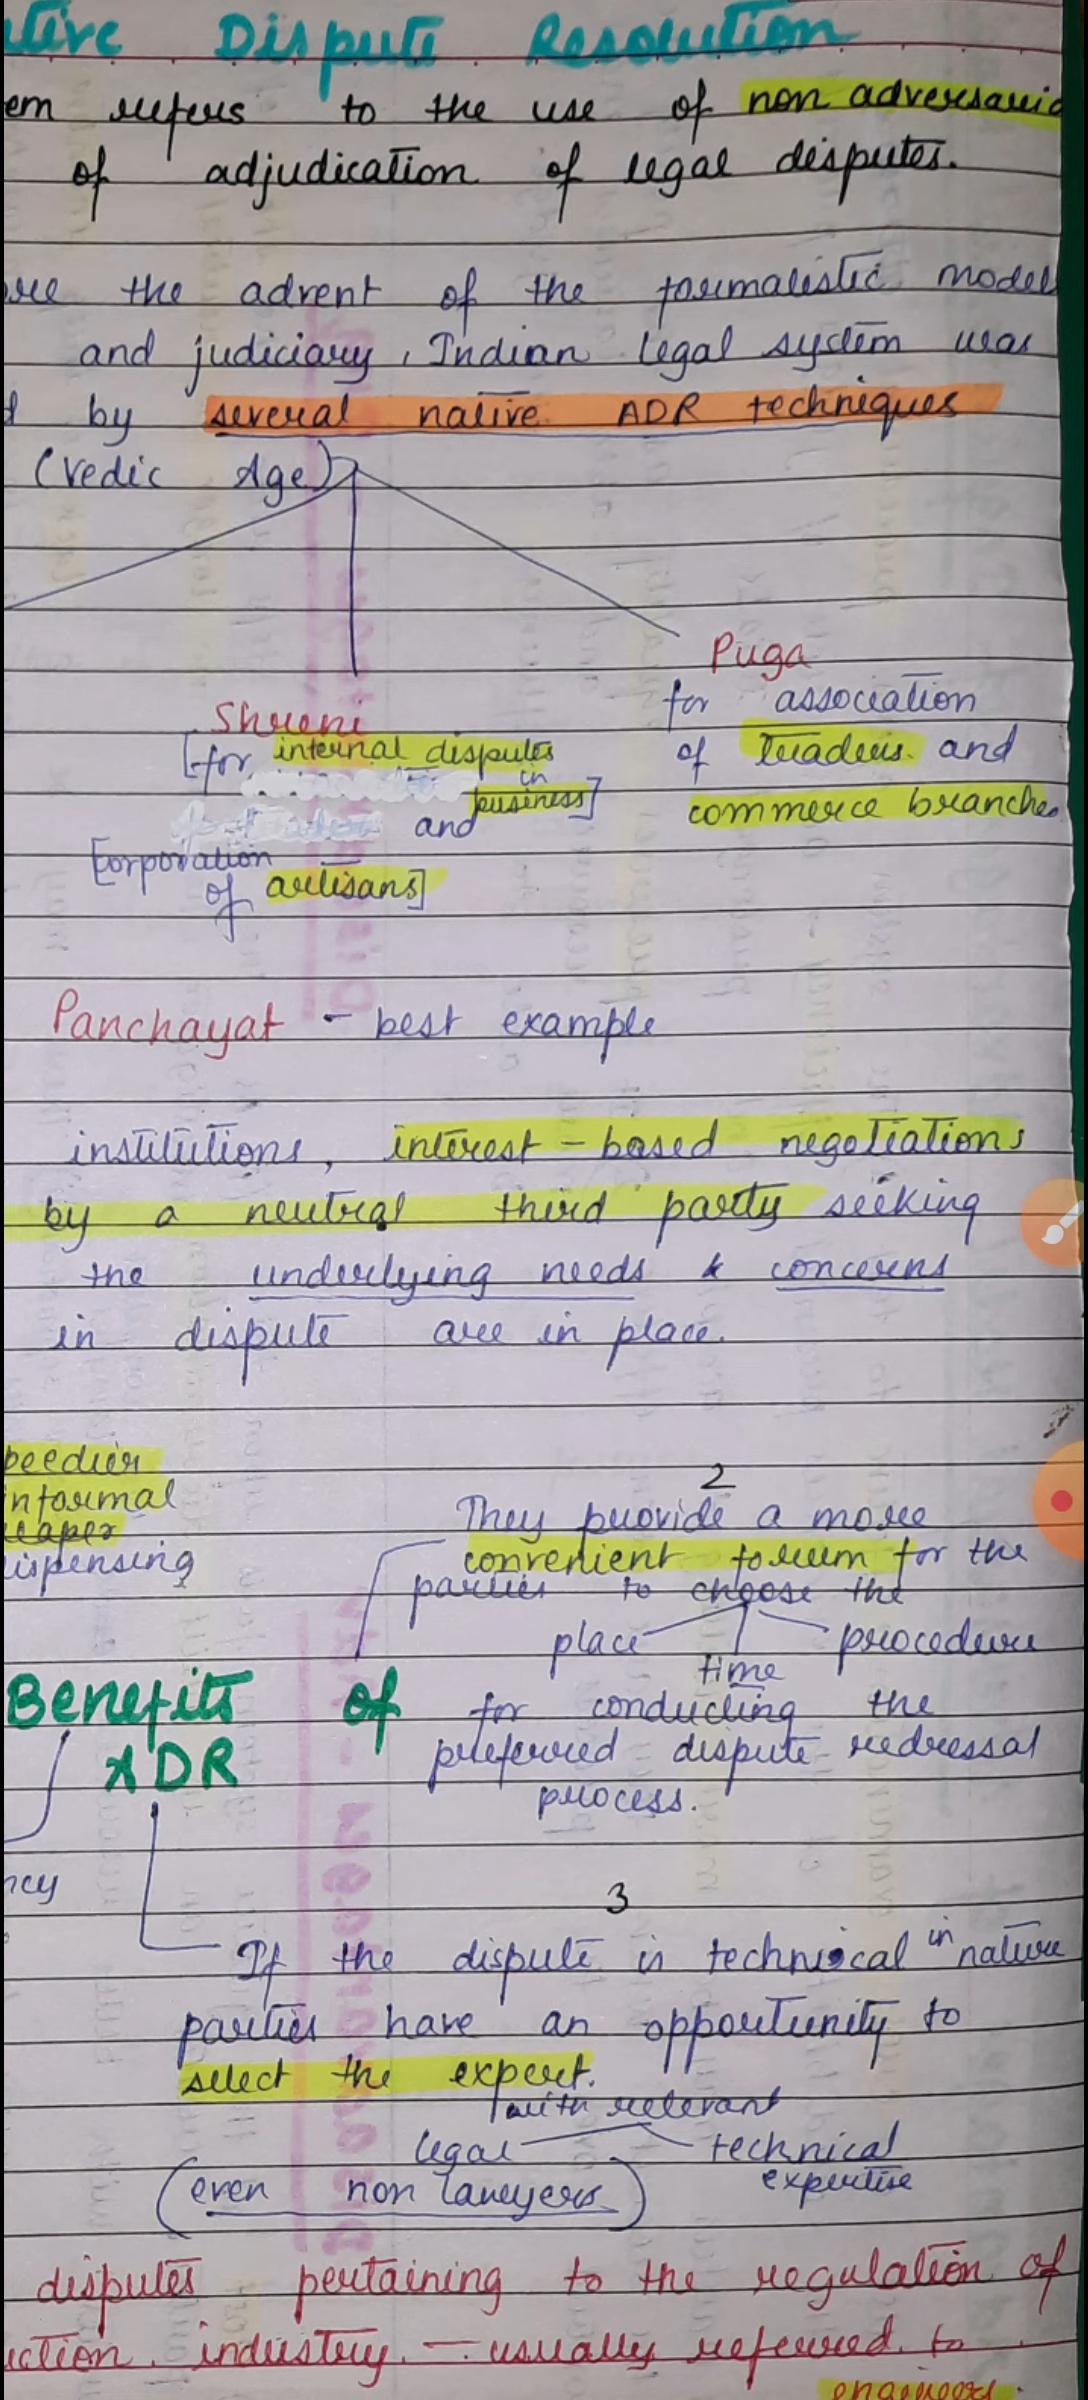 ative Dispute Resolution
em refers to the use of non adversaria
of adjudication of legal disputes.
ore the advent of the formalistic model
and judiciary, Indian legal system was
d by several native ADR techniques
(Vedic Age)
Puga
for association
of traders and
commerce branches
Shreni
[for internal disputes
in
business]
and
[orporation
of artisans]
Panchayat - best example
institutions, interest-based negotiations
by a neutral third party seeking
the underlying needs & concerns
in dispute are in place.
peedier
informal
eaper
ispensing
2
They provide a more
convenient forum for the
parties to choose the
place time procedure
for conducting the
preferred dispute redressal
process.
Benefits of
ADR
ncy
3
If the dispute is technical in nature
parties have an opportunity to
select the expert.
with relevant
legal technical
expertise
(even non lawyers)
disputes pertaining to the regulation of
uction industry. - usually referred to
engineers.